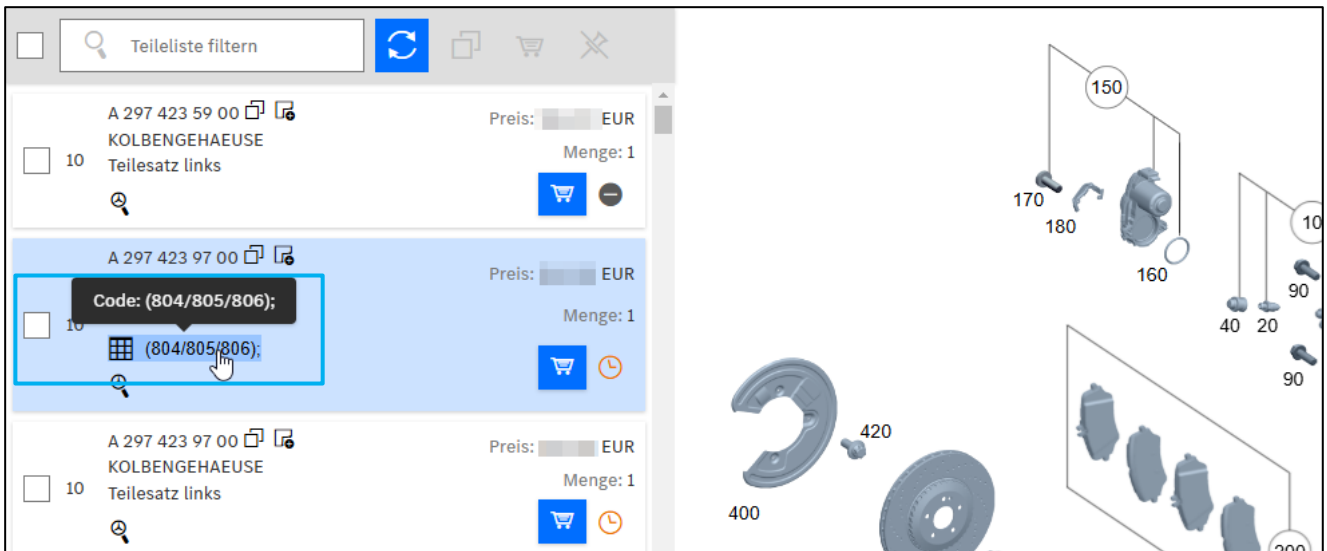 Teileliste filtern
A 297 423 59 00
Preis: EUR
KOLBENGEHAEUSE
Menge: 1
10
Teilesatz links
A 297 423 97 00
Preis: EUR
Code: (804/805/806);
Menge: 1
10
(804/805/806);
A 297 423 97 00
Preis: EUR
KOLBENGEHAEUSE
Menge: 1
10
Teilesatz links
150
170
180
160
10
90
40 20
90
420
400